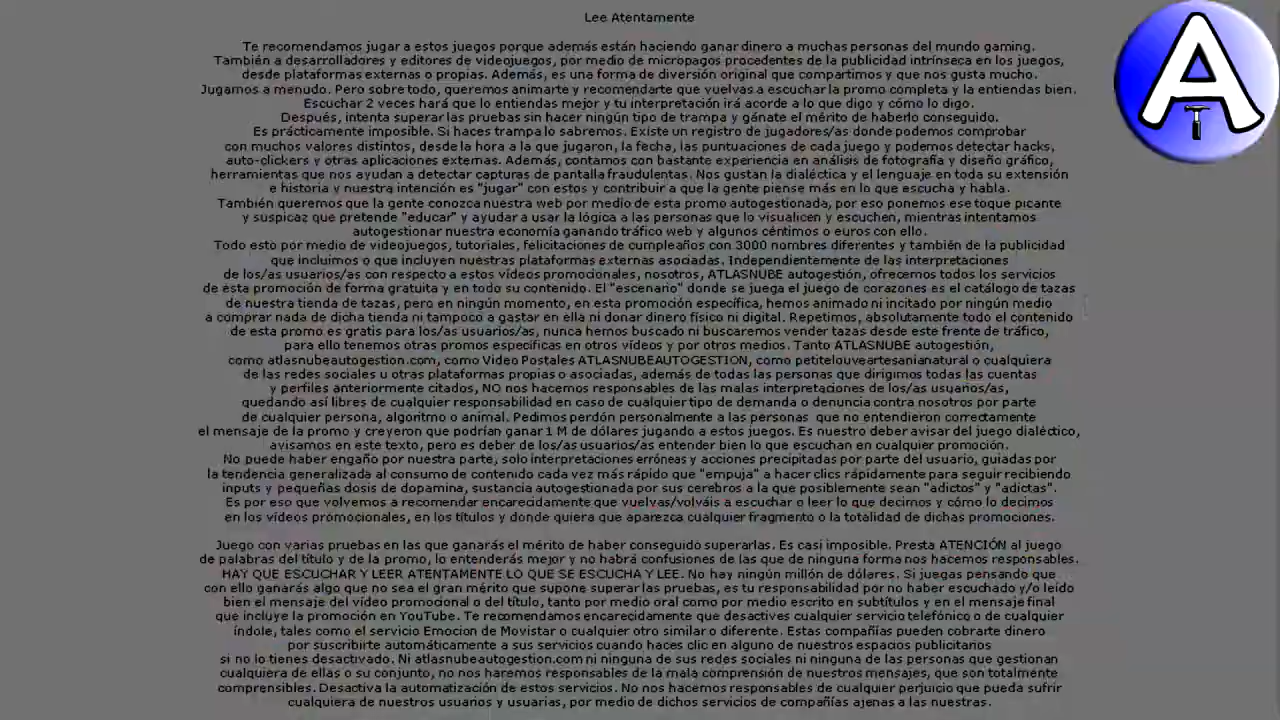 Lee Atentamente
Te recomendamos jugar a estos juegos porque además están haciendo ganar dinero a muchas personas del mundo gaming.
También a desarrolladores y editores de videojuegos, por medio de micropagos procedentes de la publicidad intrínseca en los juegos,
desde plataformas externas o propias. Además, es una forma de diversión original que compartimos y que nos gusta mucho.
Jugamos a menudo. Pero sobre todo, queremos animarte y recomendarte que vuelvas a escuchar la promo completa y la entiendas bien.
Escuchar 2 veces hará que lo entiendas mejor y tu interpretación irá acorde a lo que digo y cómo lo digo.
Después, intenta superar las pruebas sin hacer ningún tipo de trampa y gánate el mérito de haberlo conseguido.
Es prácticamente imposible. Si haces trampa lo sabremos. Existe un registro de jugadores/as donde podemos comprobar
con muchos valores distintos, desde la hora a la que jugaron, la fecha, las puntuaciones de cada juego y podemos detectar hacks,
auto-clickers y otras aplicaciones externas. Además, contamos con bastante experiencia en análisis de fotografía y diseño gráfico,
herramientas que nos ayudan a detectar capturas de pantalla fraudulentas. Nos gustan la dialéctica y el lenguaje en toda su extensión
e historia y nuestra intención es "jugar" con estos y contribuir a que la gente piense más en lo que escucha y habla.
También queremos que la gente conozca nuestra web por medio de esta promo autogestionada, por eso ponemos ese toque picante
y suspicaz que pretende "educar" y ayudar a usar la lógica a las personas que lo visualicen y escuchen, mientras intentamos
autogestionar nuestra economía ganando tráfico web y algunos céntimos o euros con ello.
Todo esto por medio de videojuegos, tutoriales, felicitaciones de cumpleaños con 3000 nombres diferentes y también de la publicidad
que incluimos o que incluyen nuestras plataformas externas asociadas. Independientemente de las interpretaciones
de los/as usuarios/as con respecto a estos vídeos promocionales, nosotros, ATLASNUBE autogestión, ofrecemos todos los servicios
de esta promoción de forma gratuita y en todo su contenido. El "escenario" donde se juega el juego de corazones es el catálogo de tazas
de nuestra tienda de tazas, pero en ningún momento, en esta promoción específica, hemos animado ni incitado por ningún medio
a comprar nada de dicha tienda ni tampoco a gastar en ella ni donar dinero físico ni digital. Repetimos, absolutamente todo el contenido
de esta promo es gratis para los/as usuarios/as, nunca hemos buscado ni buscaremos vender tazas desde este frente de tráfico,
para ello tenemos otras promos específicas en otros vídeos y por otros medios. Tanto ATLASNUBE autogestión,
como atlasnubeautogestion.com, como Video Postales ATLASNUBEAUTOGESTION, como petitelouveartesanianatural o cualquiera
de las redes sociales u otras plataformas propias o asociadas, además de todas las personas que dirigimos todas las cuentas
y perfiles anteriormente citados, NO nos hacemos responsables de las malas interpretaciones de los/as usuarios/as,
quedando así libres de cualquier responsabilidad en caso de cualquier tipo de demanda o denuncia contra nosotros por parte
de cualquier persona, algoritmo o animal. Pedimos perdón personalmente a las personas que no entendieron correctamente
el mensaje de la promo y creyeron que podrían ganar 1 M de dólares jugando a estos juegos. Es nuestro deber avisar del juego dialéctico,
avisamos en este texto, pero es deber de los/as usuarios/as entender bien lo que escuchan en cualquier promoción.
No puede haber engaño por nuestra parte, solo interpretaciones erróneas y acciones precipitadas por parte del usuario, guiadas por
la tendencia generalizada al consumo de contenido cada vez más rápido que "empuja" a hacer clics rápidamente para seguir recibiendo
inputs y pequeñas dosis de dopamina, sustancia autogestionada por sus cerebros a la que posiblemente sean "adictos" y "adictas".
Es por eso que volvemos a recomendar encarecidamente que vuelvas/volváis a escuchar o leer lo que decimos y cómo lo decimos
en los vídeos promocionales, en los títulos y donde quiera que aparezca cualquier fragmento o la totalidad de dichas promociones.
Juego con varias pruebas en las que ganarás el mérito de haber conseguido superarlas. Es casi imposible. Presta ATENCIÓN al juego
de palabras del título y de la promo, lo entenderás mejor y no habrá confusiones de las que de ninguna forma nos hacemos responsables.
HAY QUE ESCUCHAR Y LEER ATENTAMENTE LO QUE SE ESCUCHA Y LEE. No hay ningún millón de dólares. Si juegas pensando que
con ello ganarás algo que no sea el gran mérito que supone superar las pruebas, es tu responsabilidad por no haber escuchado y/o leído
bien el mensaje del vídeo promocional o del título, tanto por medio oral como por medio escrito en subtítulos y en el mensaje final
que incluye la promoción en YouTube. Te recomendamos encarecidamente que desactives cualquier servicio telefónico o de cualquier
índole, tales como el servicio Emocion de Movistar o cualquier otro similar o diferente. Estas compañías pueden cobrarte dinero
por suscribirte automáticamente a sus servicios cuando haces clic en alguno de nuestros espacios publicitarios
si no lo tienes desactivado. Ni atlasnubeautogestion.com ni ninguna de sus redes sociales ni ninguna de las personas que gestionan
cualquiera de ellas o su conjunto, no nos haremos responsables de la mala comprensión de nuestros mensajes, que son totalmente
comprensibles. Desactiva la automatización de estos servicios. No nos hacemos responsables de cualquier perjuicio que pueda sufrir
cualquiera de nuestros usuarios y usuarias, por medio de dichos servicios de compañías ajenas a las nuestras.
A